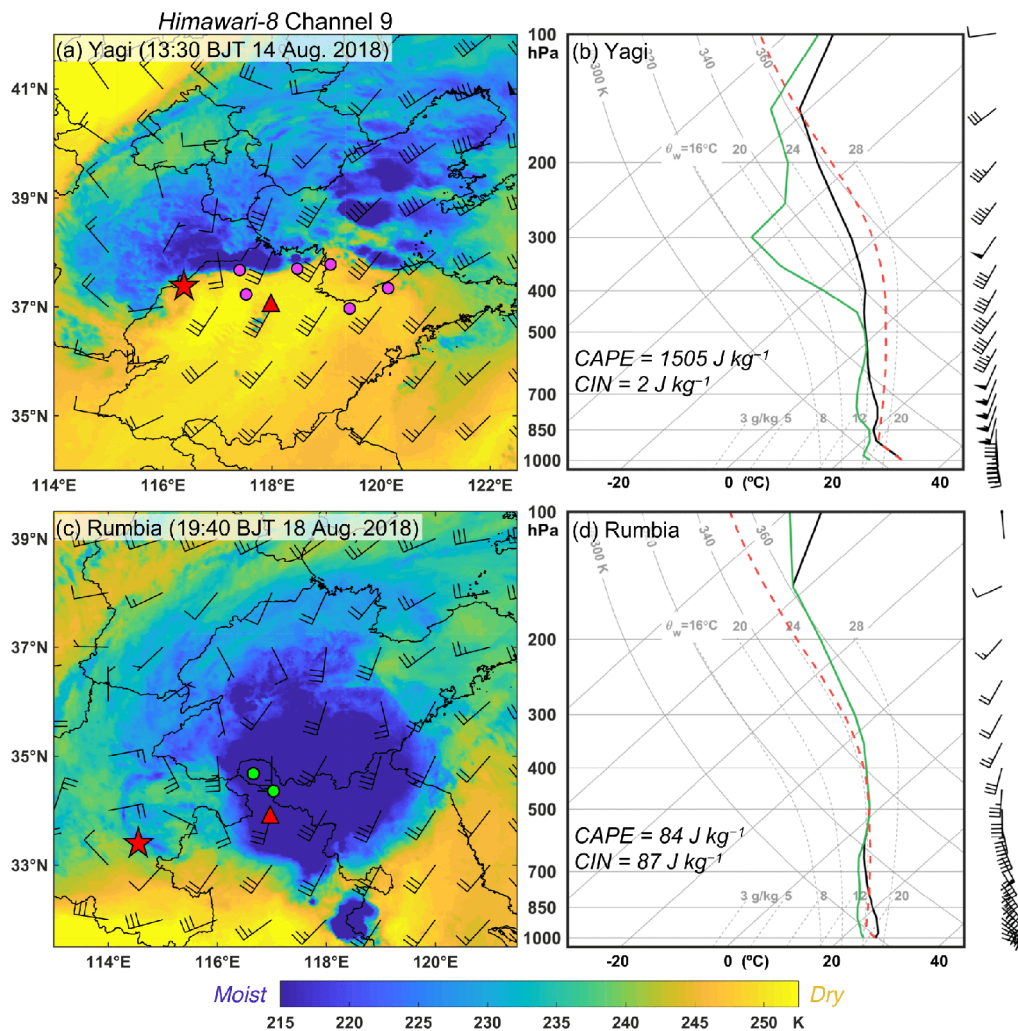 Himawari-8 Channel 9
(a) Yagi (13:30 BJT 14 Aug. 2018)
41°N
39°N
37°N
35°N
114°E 116°E 118°E 120°E 122°E
100
hPa
(b) Yagi
300 K
320
340
360
θw=16°C 20 24 28
200
300
400
500
700
850
1000
CAPE = 1505 J kg⁻¹
CIN = 2 J kg⁻¹
3 g/kg 5 8 12 20
-20 0 (°C) 20 40
(c) Rumbia (19:40 BJT 18 Aug. 2018)
39°N
37°N
35°N
33°N
114°E 116°E 118°E 120°E
100
hPa
(d) Rumbia
300 K
320
340
360
θw=16°C 20 24 28
200
300
400
500
700
850
1000
CAPE = 84 J kg⁻¹
CIN = 87 J kg⁻¹
3 g/kg 5 8 12 20
-20 0 (°C) 20 40
Moist Dry
215 220 225 230 235 240 245 250 K